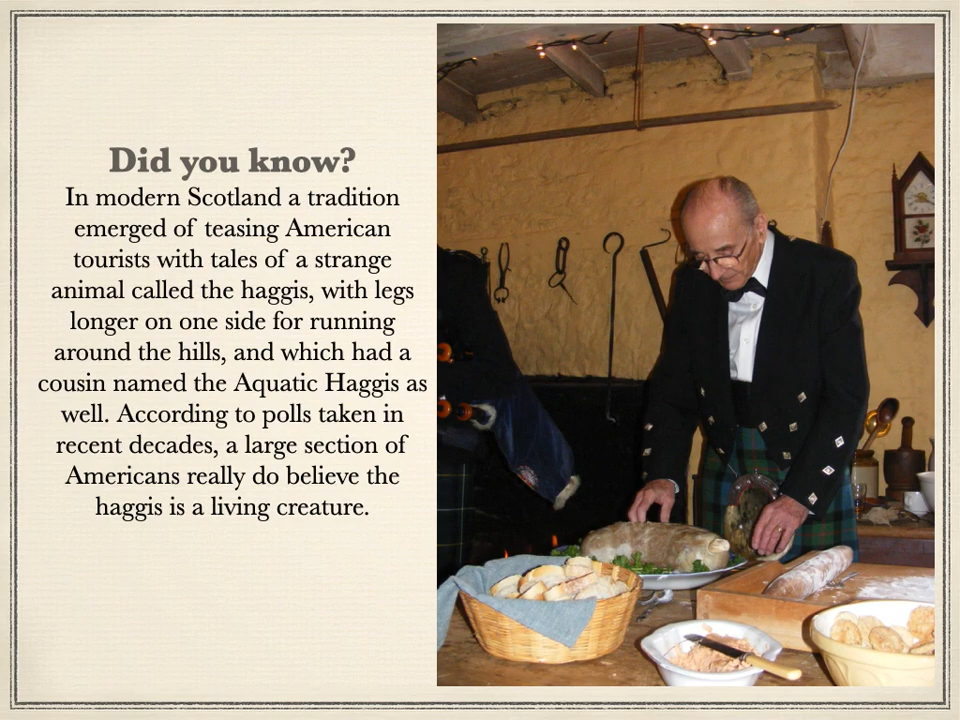 Did you know?
In modern Scotland a tradition
emerged of teasing American
tourists with tales of a strange
animal called the haggis, with legs
longer on one side for running
around the hills, and which had a
cousin named the Aquatic Haggis as
well. According to polls taken in
recent decades, a large section of
Americans really do believe the
haggis is a living creature.